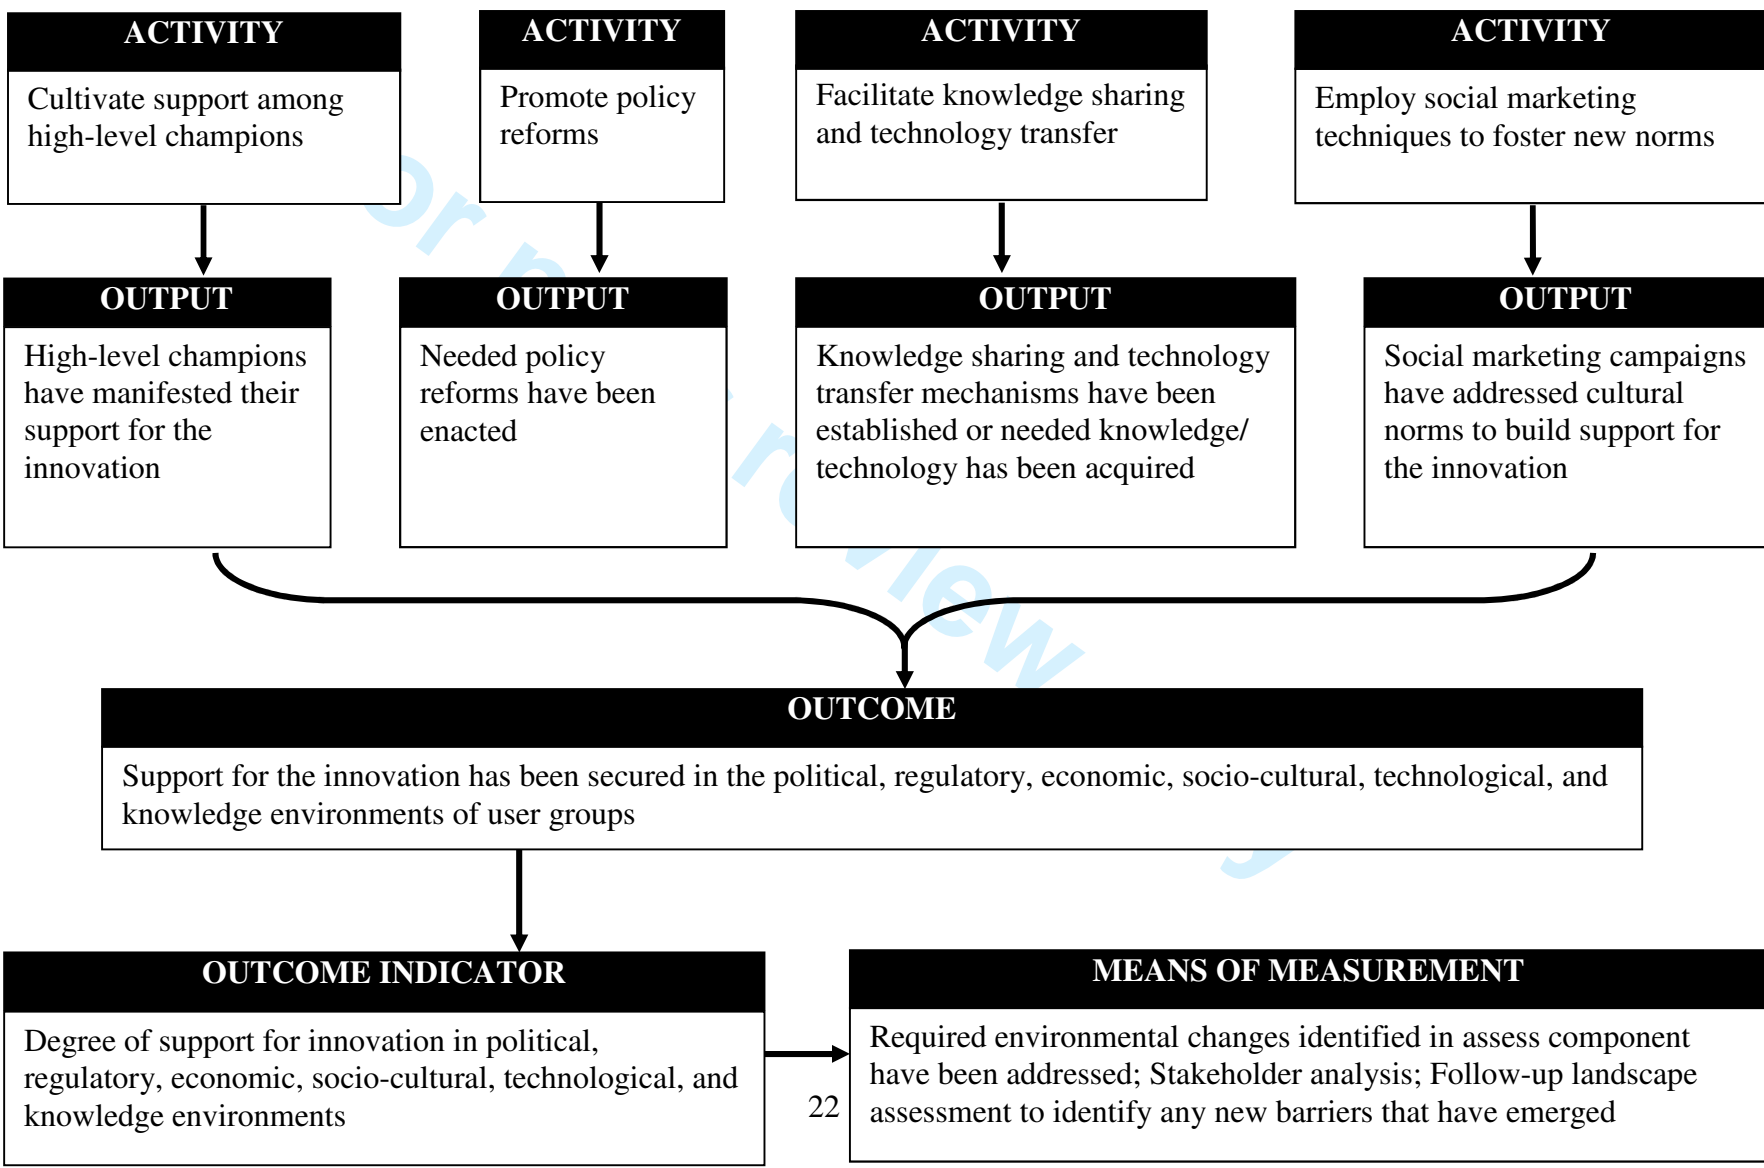 ACTIVITY
Cultivate support among
high-level champions
ACTIVITY
Promote policy
reforms
ACTIVITY
Facilitate knowledge sharing
and technology transfer
ACTIVITY
Employ social marketing
techniques to foster new norms
OUTPUT
High-level champions
have manifested their
support for the
innovation
OUTPUT
Needed policy
reforms have been
enacted
OUTPUT
Knowledge sharing and technology
transfer mechanisms have been
established or needed knowledge/
technology has been acquired
OUTPUT
Social marketing campaigns
have addressed cultural
norms to build support for
the innovation
OUTCOME
Support for the innovation has been secured in the political, regulatory, economic, socio-cultural, technological, and
knowledge environments of user groups
OUTCOME INDICATOR
Degree of support for innovation in political,
regulatory, economic, socio-cultural, technological, and
knowledge environments
22
MEANS OF MEASUREMENT
Required environmental changes identified in assess component
have been addressed; Stakeholder analysis; Follow-up landscape
assessment to identify any new barriers that have emerged